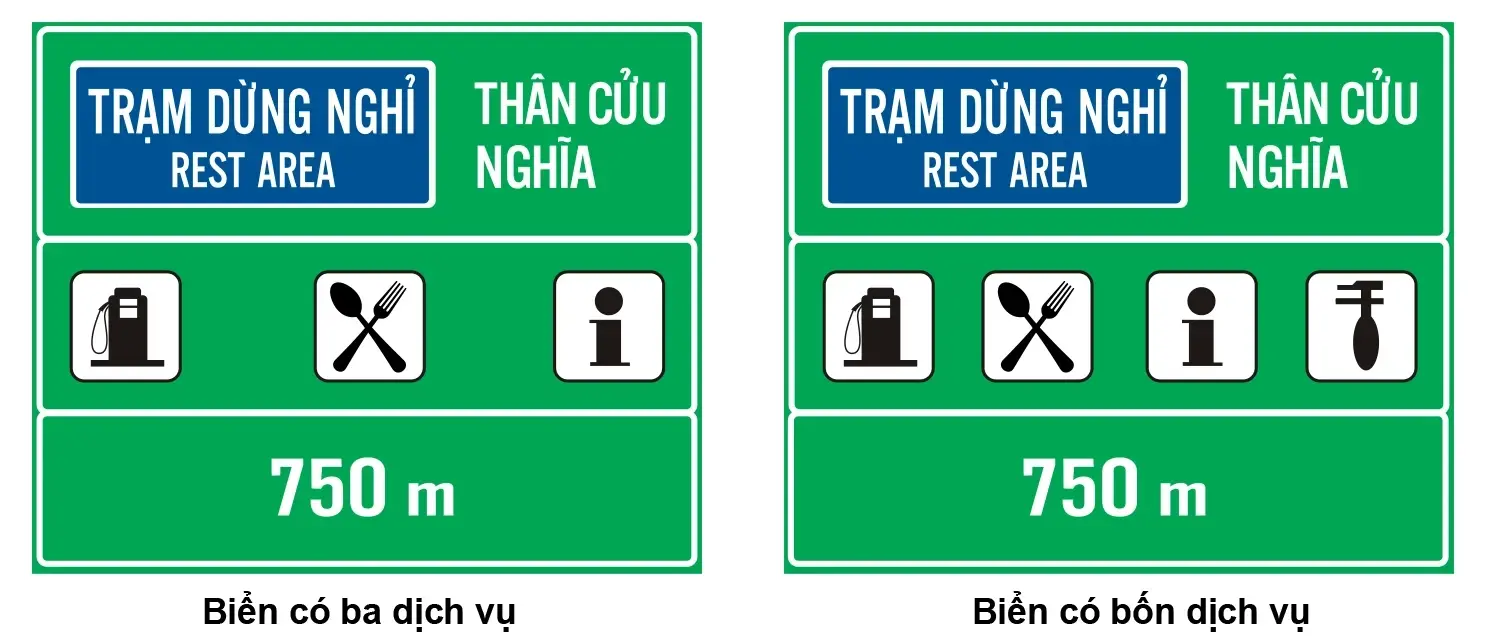 TRẠM DỪNG NGHỈ
REST AREA
THÂN CỬU
NGHĨA
750 m
Biển có ba dịch vụ
TRẠM DỪNG NGHỈ
REST AREA
THÂN CỬU
NGHĨA
750 m
Biển có bốn dịch vụ